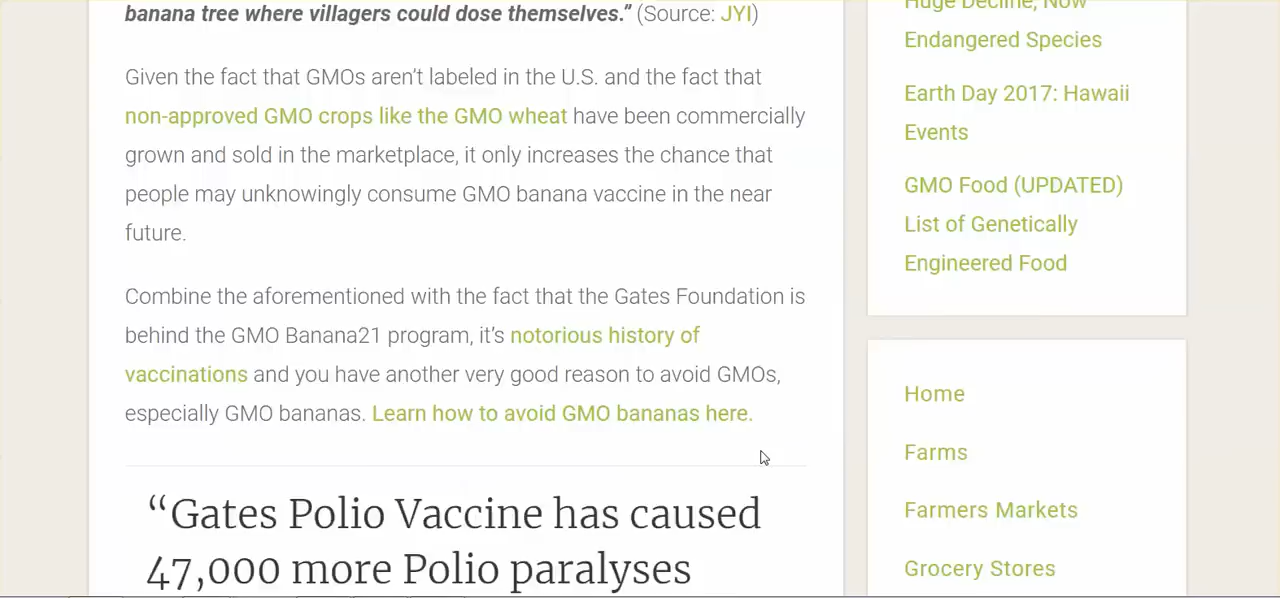 banana tree where villagers could dose themselves.” (Source: JYI)
Given the fact that GMOs aren’t labeled in the U.S. and the fact that
non-approved GMO crops like the GMO wheat have been commercially
grown and sold in the marketplace, it only increases the chance that
people may unknowingly consume GMO banana vaccine in the near
future.
Combine the aforementioned with the fact that the Gates Foundation is
behind the GMO Banana21 program, it’s notorious history of
vaccinations and you have another very good reason to avoid GMOs,
especially GMO bananas. Learn how to avoid GMO bananas here.
“Gates Polio Vaccine has caused
47,000 more Polio paralyses
Huge Decline, Now
Endangered Species
Earth Day 2017: Hawaii
Events
GMO Food (UPDATED)
List of Genetically
Engineered Food
Home
Farms
Farmers Markets
Grocery Stores